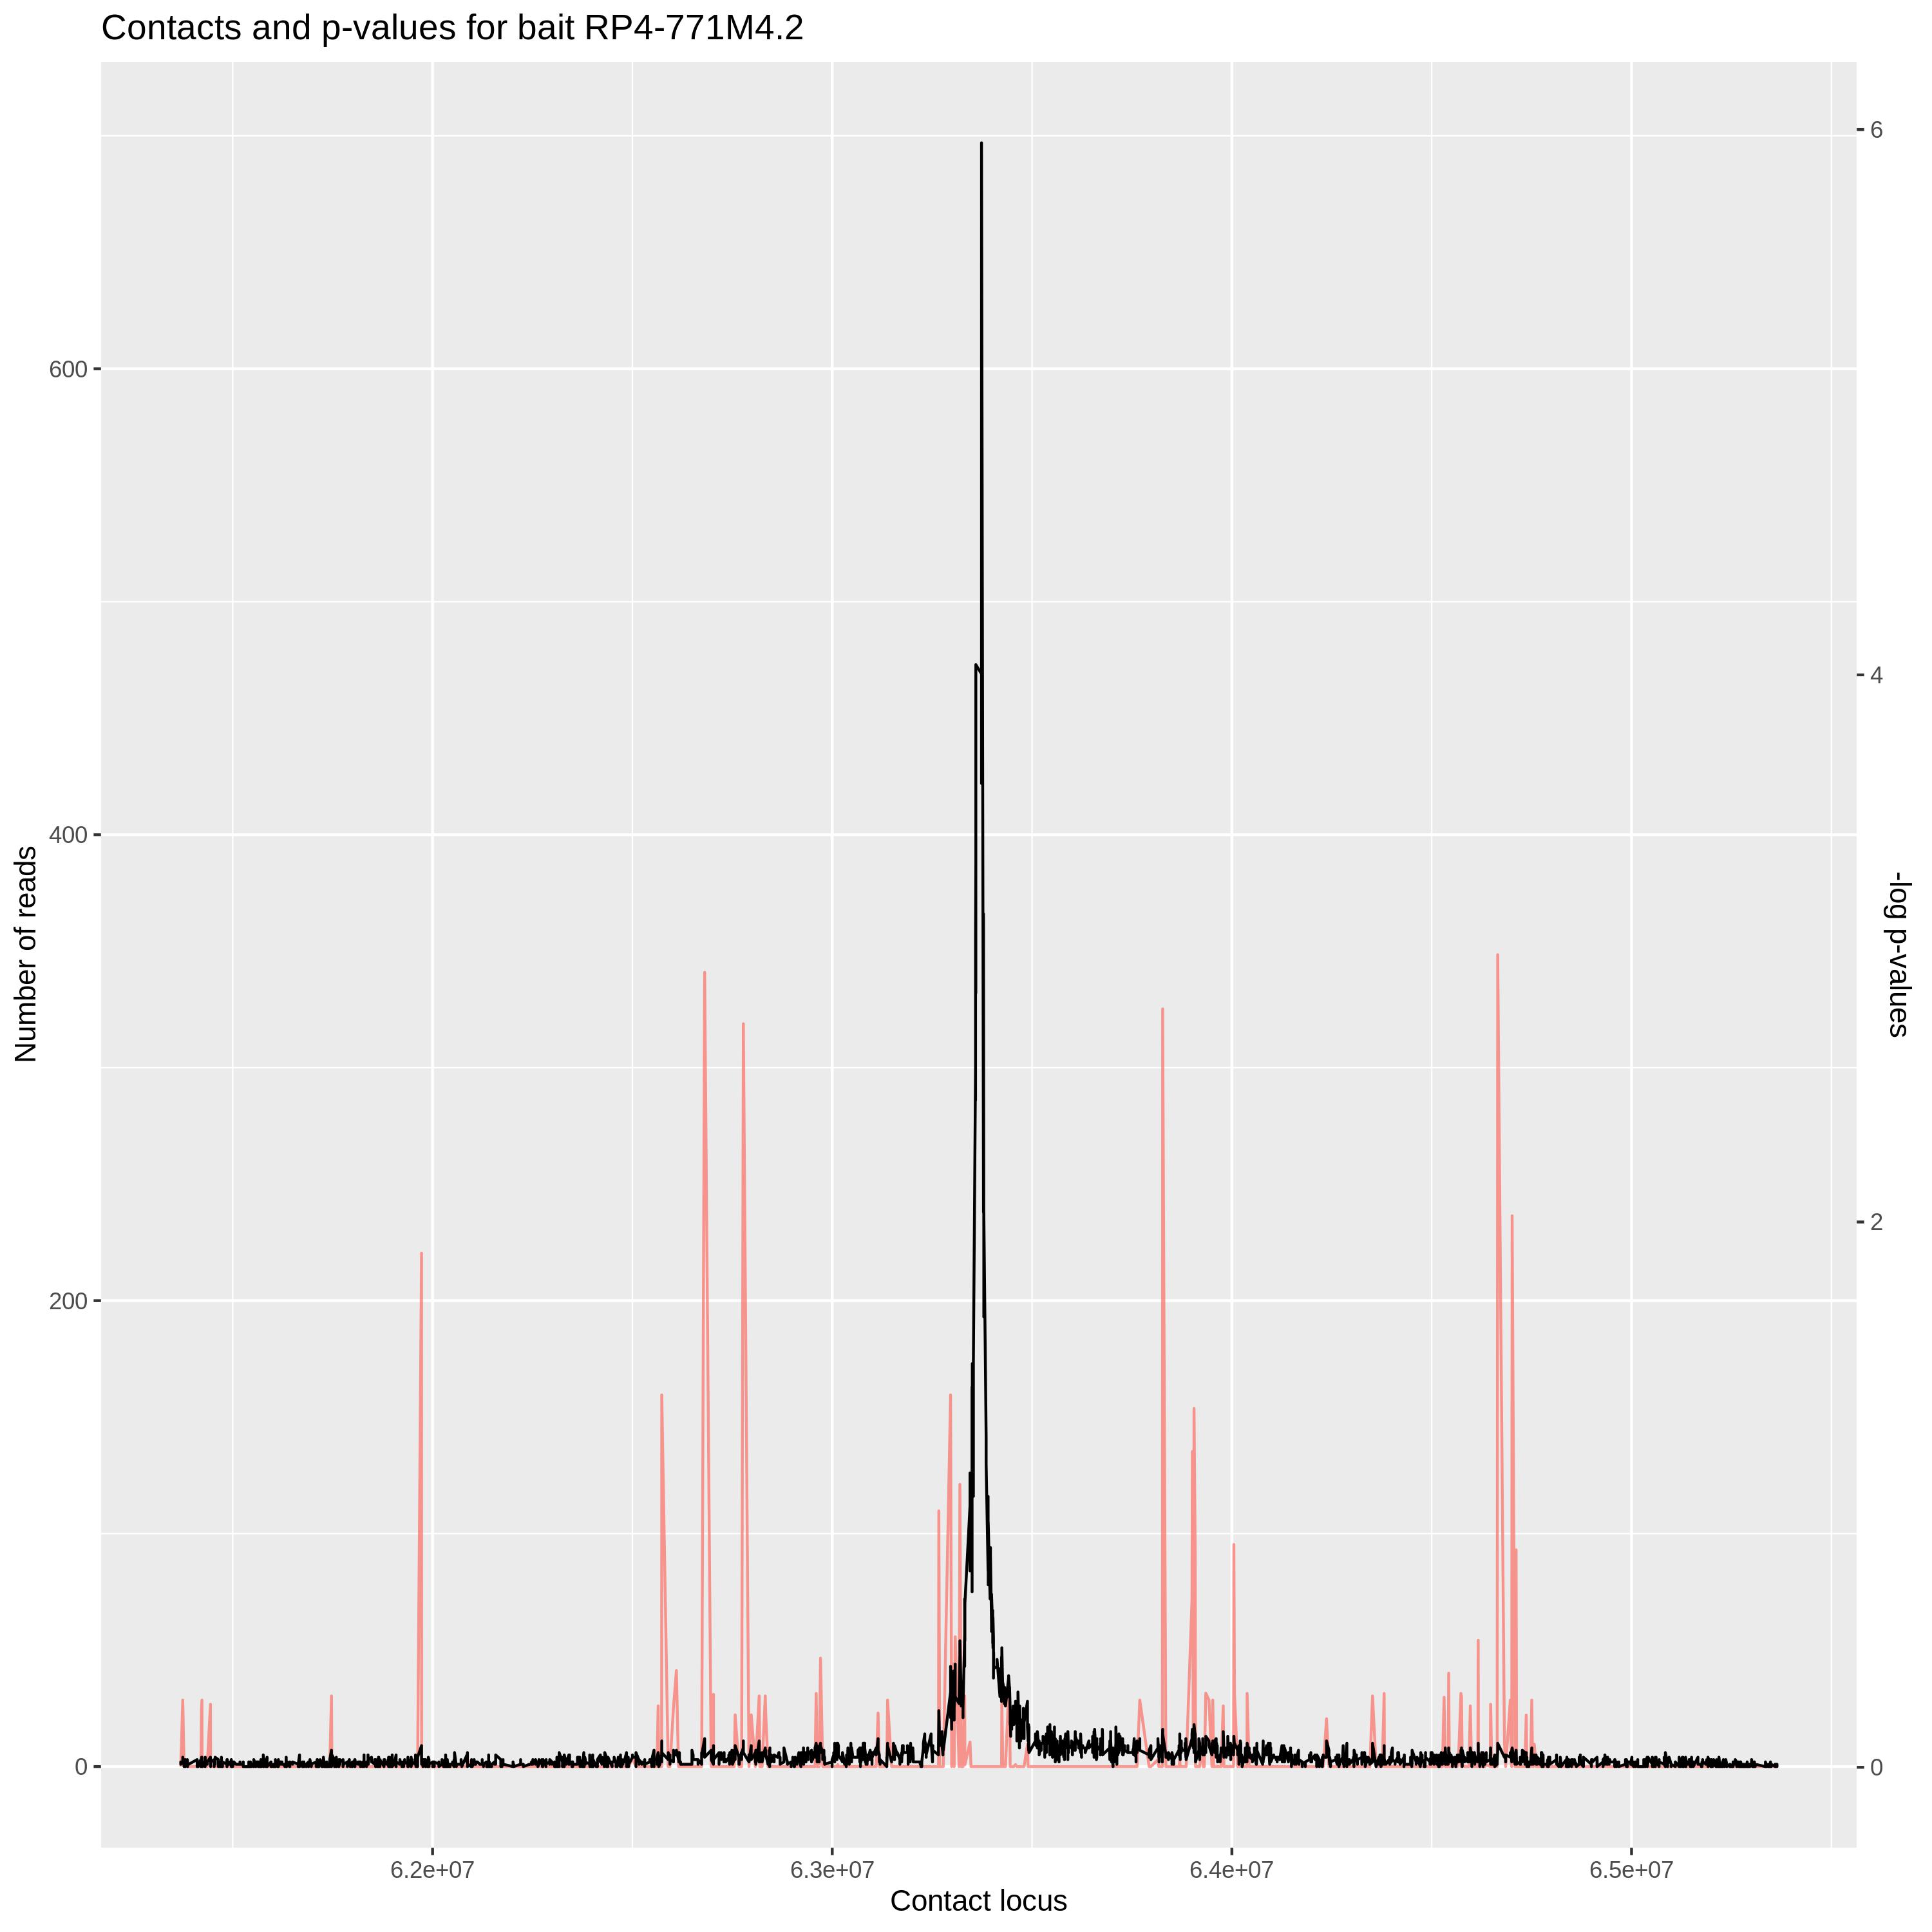 Contacts and p-values for bait RP4-771M4.2
600
400
200
0
Number of reads
6
4
2
0
-log p-values
6.2e+07
6.3e+07
6.4e+07
6.5e+07
Contact locus